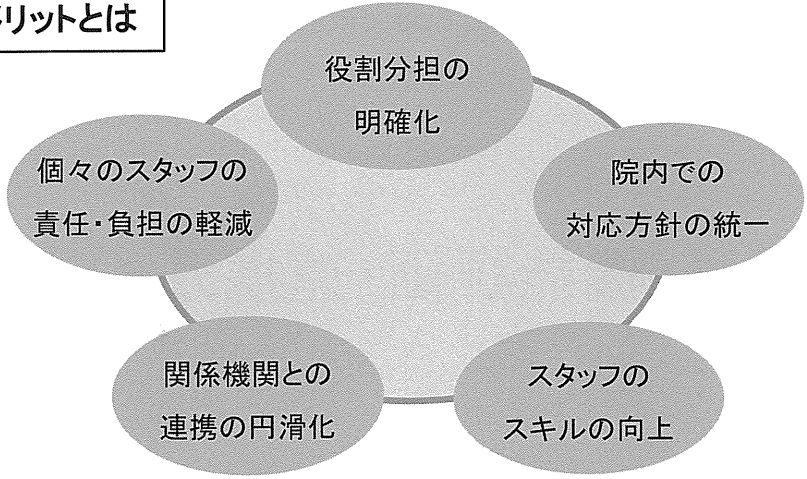 リットとは
役割分担の
明確化
個々のスタッフの
責任・負担の軽減
院内での
対応方針の統一
関係機関との
連携の円滑化
スタッフの
スキルの向上